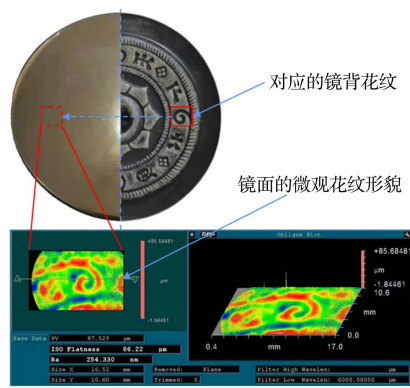 对应的镜背花纹
镜面的微观花纹形貌
zygo Oblique Plot
+85.68481
μm
-1.84461
+85.68481
μm
-1.84461
10.6
mm
0.0
0.4 mm 17.0
Save Data PV 87.529 μm
ISO Flatness 86.22 μm
Ra 254.330 nm
Size X 16.52 mm Removed: Plane Filter High Wavelen:
Size Y 10.60 mm Trimmed: 0 Filter Low Wavelen: 6000.00000 μm